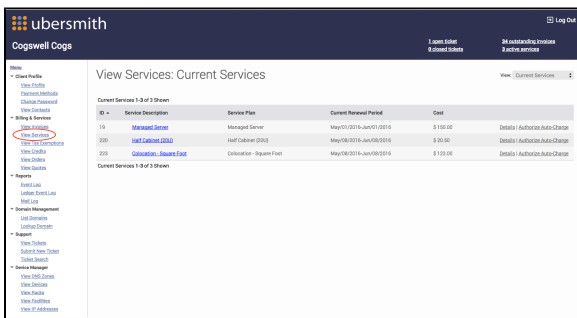 ubersmith
Log Out
Cogswell Cogs
1 open ticket
0 closed tickets
34 outstanding invoices
3 active services
Menu
Client Profile
View Profile
Payment Methods
Change Password
View Contacts
Billing & Services
View Invoices
View Services
View Tax Exemptions
View Credits
View Orders
View Quotes
Reports
Event Log
Ledger Event Log
Mail Log
Domain Management
List Domains
Lookup Domain
Support
View Tickets
Submit New Ticket
Ticket Search
Device Manager
View DNS Zones
View Devices
View Racks
View Facilities
View IP Addresses
View Services: Current Services
View: Current Services
Current Services 1-3 of 3 Shown
ID Service Description Service Plan Current Renewal Period Cost
19 Managed Server Managed Server May/01/2016-Jun/01/2016 $ 150.00 Details | Authorize Auto-Charge
220 Half Cabinet (20U) Half Cabinet (20U) May/08/2016-Jun/08/2016 $ 20.50 Details | Authorize Auto-Charge
223 Colocation - Square Foot Colocation - Square Foot May/08/2016-Jun/08/2016 $ 123.00 Details | Authorize Auto-Charge
Current Services 1-3 of 3 Shown